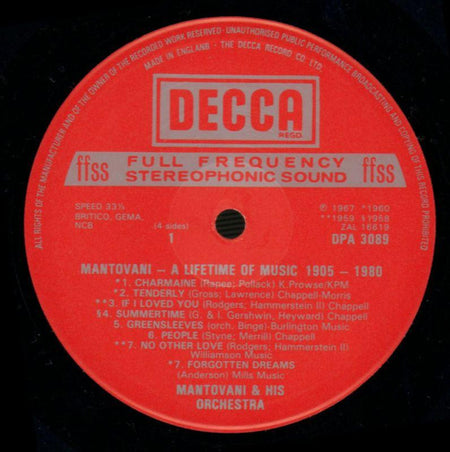 ALL RIGHTS OF THE MANUFACTURER AND OF THE OWNER OF THE RECORDED WORK RESERVED · UNAUTHORISED PUBLIC PERFORMANCE BROADCASTING AND COPYING OF THIS RECORD PROHIBITED
MADE IN ENGLAND · THE DECCA RECORD CO. LTD.
DECCA
REGD.
ffss FULL FREQUENCY STEREOPHONIC SOUND ffss
SPEED 33⅓
BRITICO, GEMA,
NCB
(4 sides)
1
℗ 1967 *1960
**1959 §1958
ZAL 16619
DPA 3089
MANTOVANI – A LIFETIME OF MUSIC 1905 – 1980
*1. CHARMAINE (Rapee; Pollack) K Prowse/KPM
*2. TENDERLY (Gross; Lawrence) Chappell-Morris
**3. IF I LOVED YOU (Rodgers; Hammerstein II) Chappell
§4. SUMMERTIME (G. & I. Gershwin, Heyward) Chappell
5. GREENSLEEVES (orch. Binge)-Burlington Music
6. PEOPLE (Styne; Merrill) Chappell
**7. NO OTHER LOVE (Rodgers; Hammerstein II)
Williamson Music
*7. FORGOTTEN DREAMS
(Anderson) Mills Music
MANTOVANI & HIS
ORCHESTRA